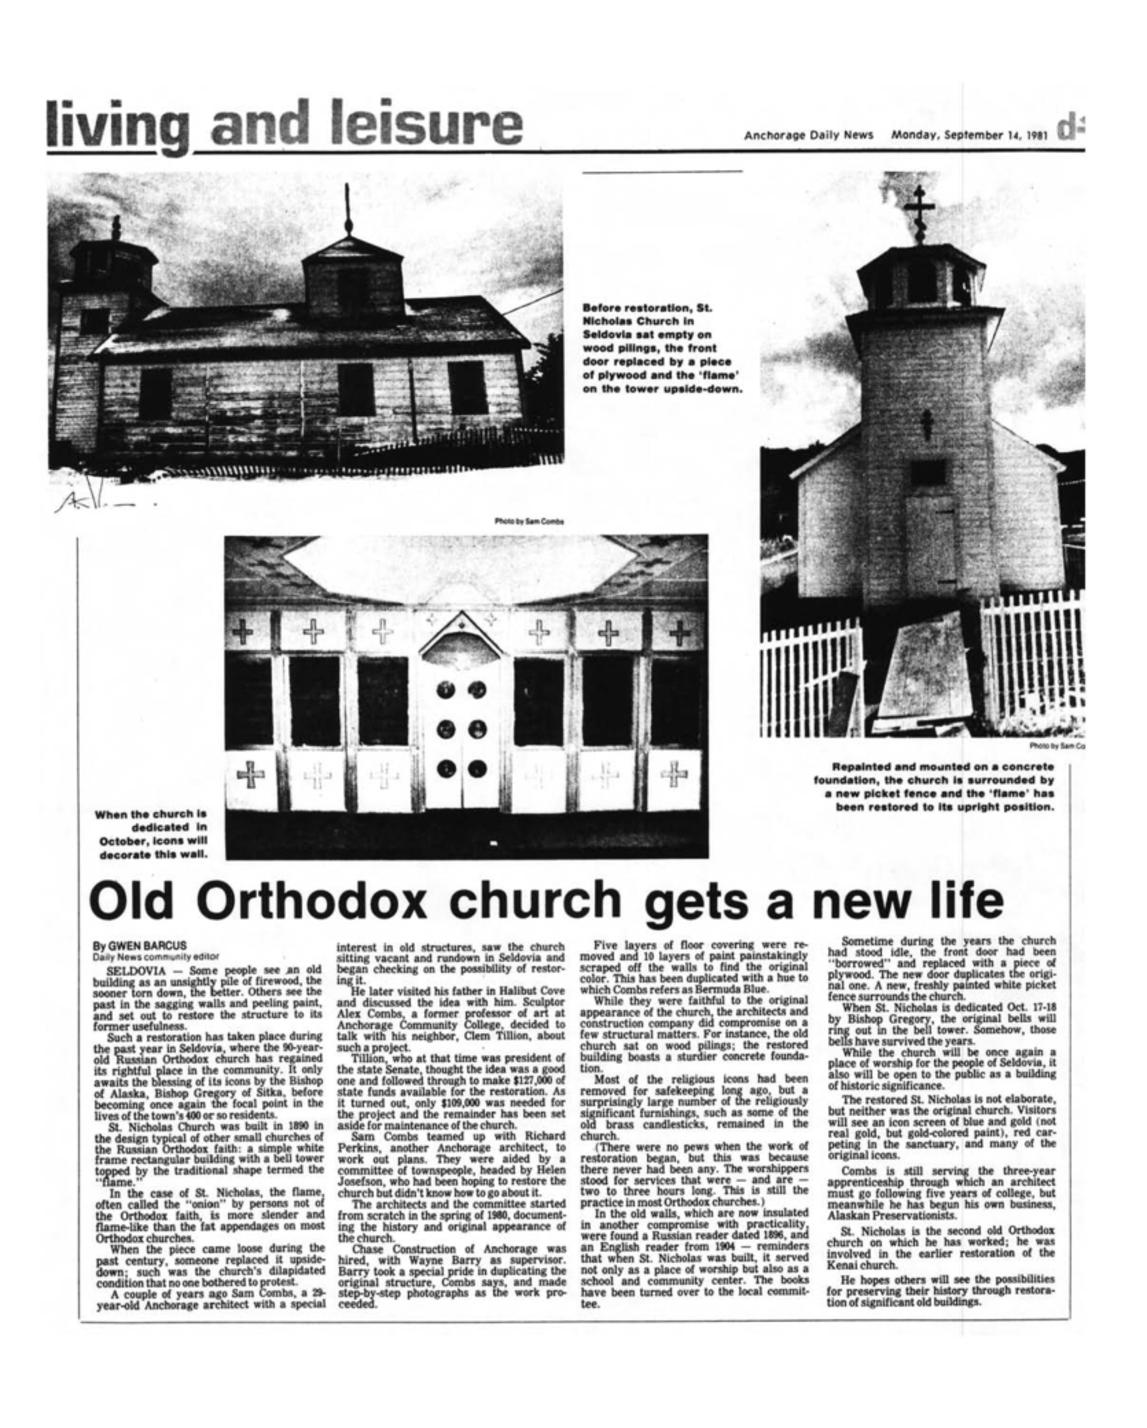 living and leisure
Anchorage Daily News Monday, September 14, 1981
Before restoration, St.
Nicholas Church in
Seldovia sat empty on
wood pilings, the front
door replaced by a piece
of plywood and the 'flame'
on the tower upside-down.
Photo by Sam Combs
Photo by Sam Co
Repainted and mounted on a concrete
foundation, the church is surrounded by
a new picket fence and the 'flame' has
been restored to its upright position.
When the church is
dedicated in
October, icons will
decorate this wall.
Old Orthodox church gets a new life
By GWEN BARCUS
Daily News community editor
SELDOVIA — Some people see an old
building as an unsightly pile of firewood, the
sooner torn down, the better. Others see the
past in the sagging walls and peeling paint,
and set out to restore the structure to its
former usefulness.
Such a restoration has taken place during
the past year in Seldovia, where the 90-year-
old Russian Orthodox church has regained
its rightful place in the community. It only
awaits the blessing of its icons by the Bishop
of Alaska, Bishop Gregory of Sitka, before
becoming once again the focal point in the
lives of the town's 400 or so residents.
St. Nicholas Church was built in 1890 in
the design typical of other small churches of
the Russian Orthodox faith: a simple white
frame rectangular building with a bell tower
topped by the traditional shape termed the
"flame."
In the case of St. Nicholas, the flame,
often called the "onion" by persons not of
the Orthodox faith, is more slender and
flame-like than the fat appendages on most
Orthodox churches.
When the piece came loose during the
past century, someone replaced it upside-
down; such was the church's dilapidated
condition that no one bothered to protest.
A couple of years ago Sam Combs, a 29-
year-old Anchorage architect with a special
interest in old structures, saw the church
sitting vacant and rundown in Seldovia and
began checking on the possibility of restor-
ing it.
He later visited his father in Halibut Cove
and discussed the idea with him. Sculptor
Alex Combs, a former professor of art at
Anchorage Community College, decided to
talk with his neighbor, Clem Tillion, about
such a project.
Tillion, who at that time was president of
the state Senate, thought the idea was a good
one and followed through to make $127,000 of
state funds available for the restoration. As
it turned out, only $109,000 was needed for
the project and the remainder has been set
aside for maintenance of the church.
Sam Combs teamed up with Richard
Perkins, another Anchorage architect, to
work out plans. They were aided by a
committee of townspeople, headed by Helen
Josefson, who had been hoping to restore the
church but didn't know how to go about it.
The architects and the committee started
from scratch in the spring of 1980, document-
ing the history and original appearance of
the church.
Chase Construction of Anchorage was
hired, with Wayne Barry as supervisor.
Barry took a special pride in duplicating the
original structure, Combs says, and made
step-by-step photographs as the work pro-
ceeded.
Five layers of floor covering were re-
moved and 10 layers of paint painstakingly
scraped off the walls to find the original
color. This has been duplicated with a hue to
which Combs refers as Bermuda Blue.
While they were faithful to the original
appearance of the church, the architects and
construction company did compromise on a
few structural matters. For instance, the old
church sat on wood pilings; the restored
building boasts a sturdier concrete founda-
tion.
Most of the religious icons had been
removed for safekeeping long ago, but a
surprisingly large number of the religiously
significant furnishings, such as some of the
old brass candlesticks, remained in the
church.
(There were no pews when the work of
restoration began, but this was because
there never had been any. The worshippers
stood for services that were — and are —
two to three hours long. This is still the
practice in most Orthodox churches.)
In the old walls, which are now insulated
in another compromise with practicality,
were found a Russian reader dated 1896, and
an English reader from 1904 — reminders
that when St. Nicholas was built, it served
not only as a place of worship but also as a
school and community center. The books
have been turned over to the local commit-
tee.
Sometime during the years the church
had stood idle, the front door had been
"borrowed" and replaced with a piece of
plywood. The new door duplicates the origi-
nal one. A new, freshly painted white picket
fence surrounds the church.
When St. Nicholas is dedicated Oct. 17-18
by Bishop Gregory, the original bells will
ring out in the bell tower. Somehow, those
bells have survived the years.
While the church will be once again a
place of worship for the people of Seldovia, it
also will be open to the public as a building
of historic significance.
The restored St. Nicholas is not elaborate,
but neither was the original church. Visitors
will see an icon screen of blue and gold (not
real gold, but gold-colored paint), red car-
peting in the sanctuary, and many of the
original icons.
Combs is still serving the three-year
apprenticeship through which an architect
must go following five years of college, but
meanwhile he has begun his own business,
Alaskan Preservationists.
St. Nicholas is the second old Orthodox
church on which he has worked; he was
involved in the earlier restoration of the
Kenai church.
He hopes others will see the possibilities
for preserving their history through restora-
tion of significant old buildings.